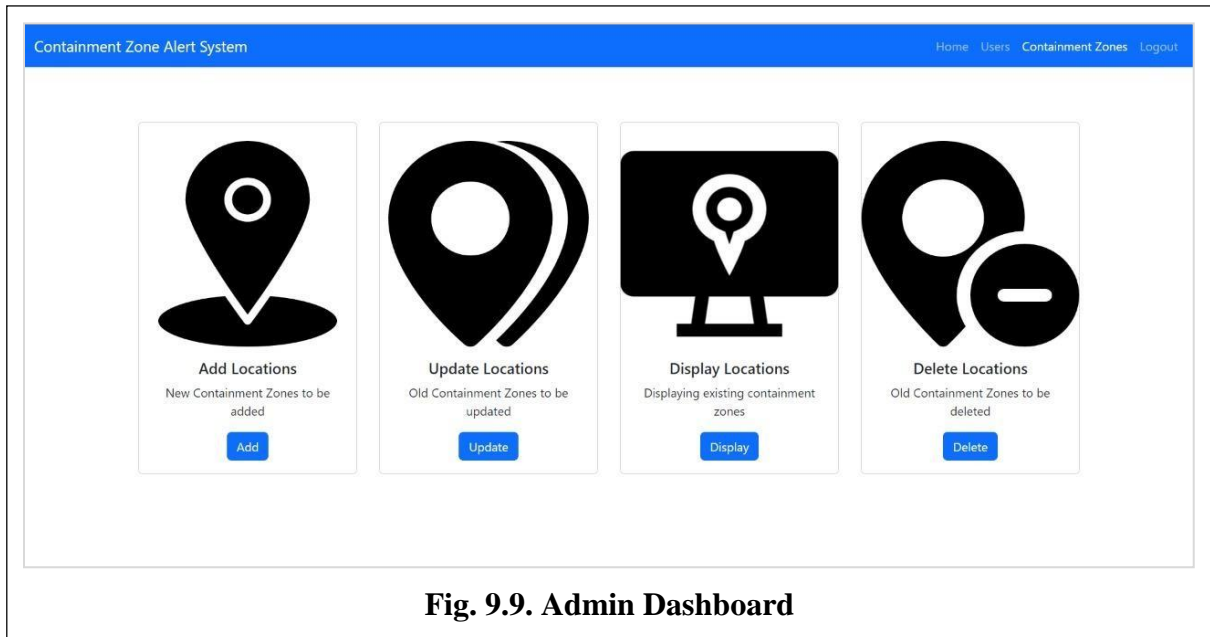 Containment Zone Alert System
Home Users Containment Zones Logout
Add Locations
New Containment Zones to be
added
Add
Update Locations
Old Containment Zones to be
updated
Update
Display Locations
Displaying existing containment
zones
Display
Delete Locations
Old Containment Zones to be
deleted
Delete
Fig. 9.9. Admin Dashboard